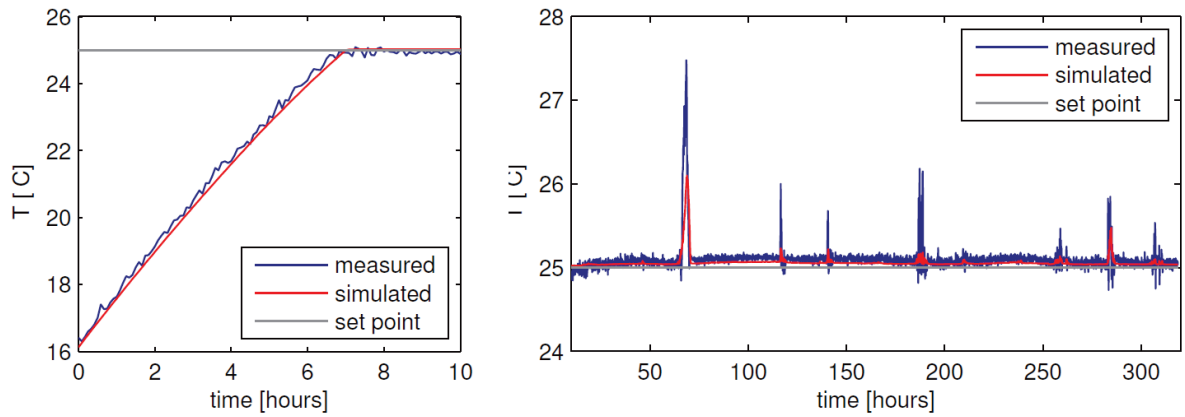 26
24
22
20
18
16
T [ C]
0
2
4
6
8
10
time [hours]
measured
simulated
set point
28
27
26
25
24
T [ C]
50
100
150
200
250
300
time [hours]
measured
simulated
set point